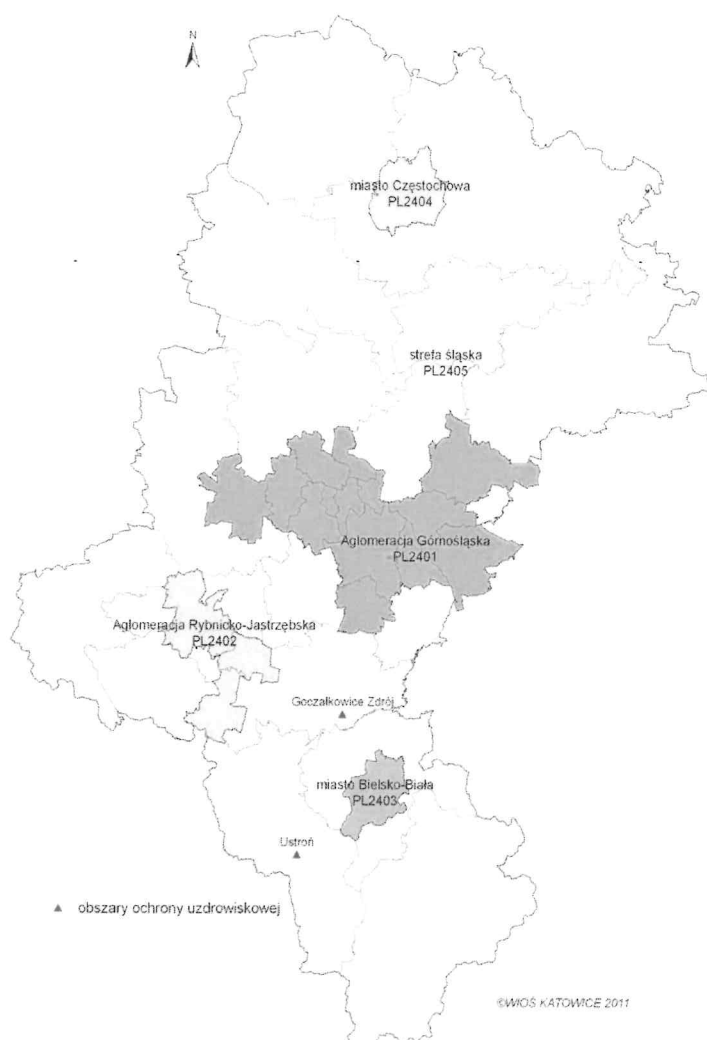 N
miasto Częstochowa
PL2404
strefa śląska
PL2405
Aglomeracja Górnośląska
PL2401
Aglomeracja Rybnicko-Jastrzębska
PL2402
Goczałkowice Zdrój
miasto Bielsko-Biała
PL2403
Ustroń
obszary ochrony uzdrowiskowej
©WIOŚ KATOWICE 2011